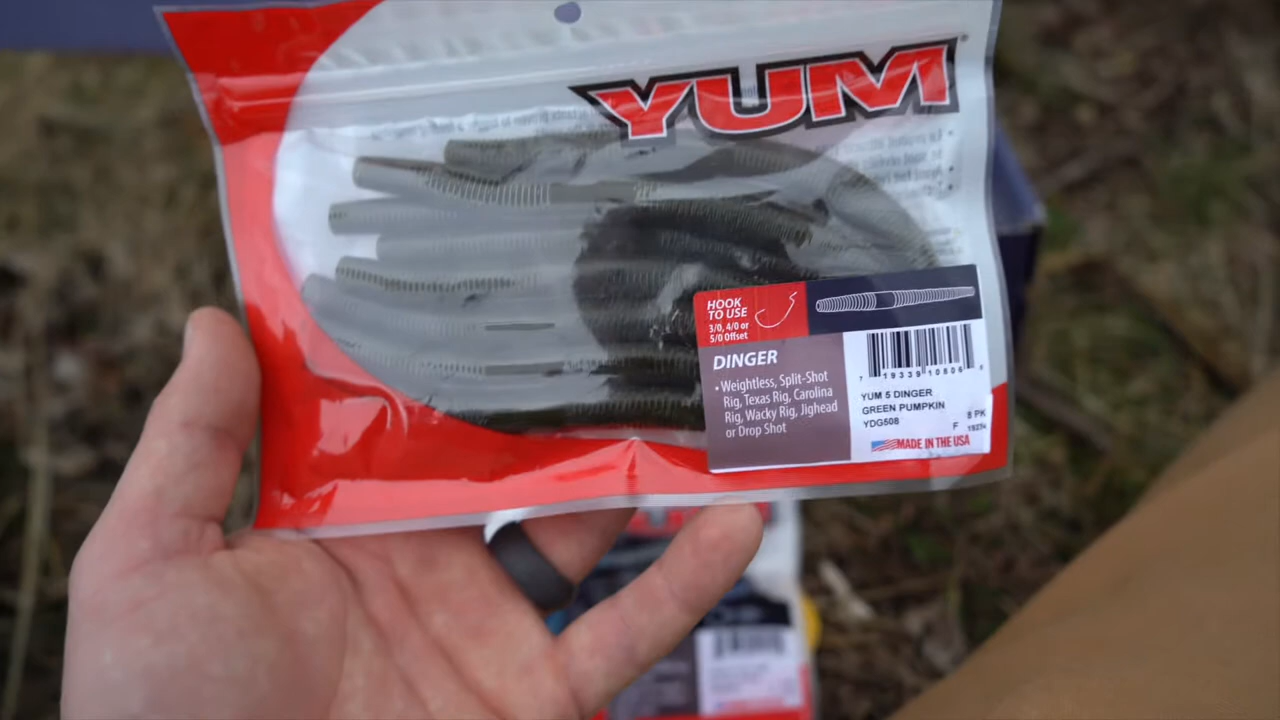 YUM
HOOK
TO USE
3/0, 4/0 or
5/0 Offset
DINGER
• Weightless, Split-Shot
Rig, Texas Rig, Carolina
Rig, Wacky Rig, Jighead
or Drop Shot
19339 10806
YUM 5 DINGER
GREEN PUMPKIN
YDG508
F 8 PK
MADE IN THE USA